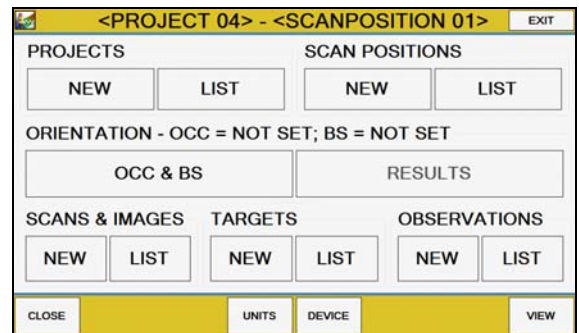 <PROJECT 04> - <SCANPOSITION 01> EXIT
PROJECTS SCAN POSITIONS
NEW LIST NEW LIST
ORIENTATION - OCC = NOT SET; BS = NOT SET
OCC & BS RESULTS
SCANS & IMAGES TARGETS OBSERVATIONS
NEW LIST NEW LIST NEW LIST
CLOSE UNITS DEVICE VIEW